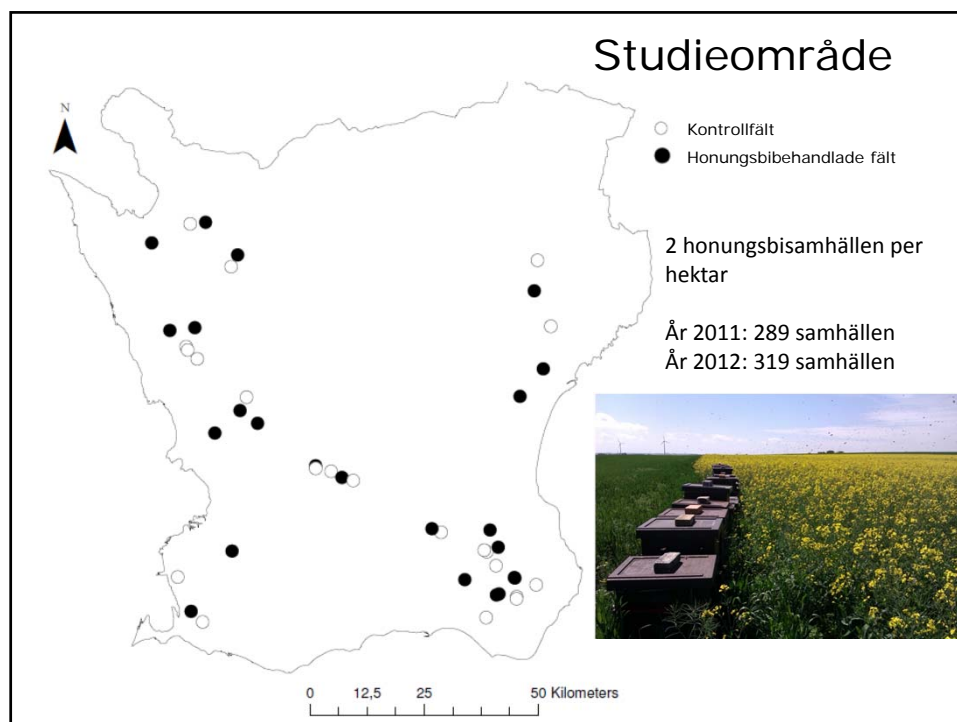 Studieområde
N
Kontrollfält
Honungsbibehandlade fält
2 honungsbisamhällen per
hektar
År 2011: 289 samhällen
År 2012: 319 samhällen
0 12,5 25 50 Kilometers